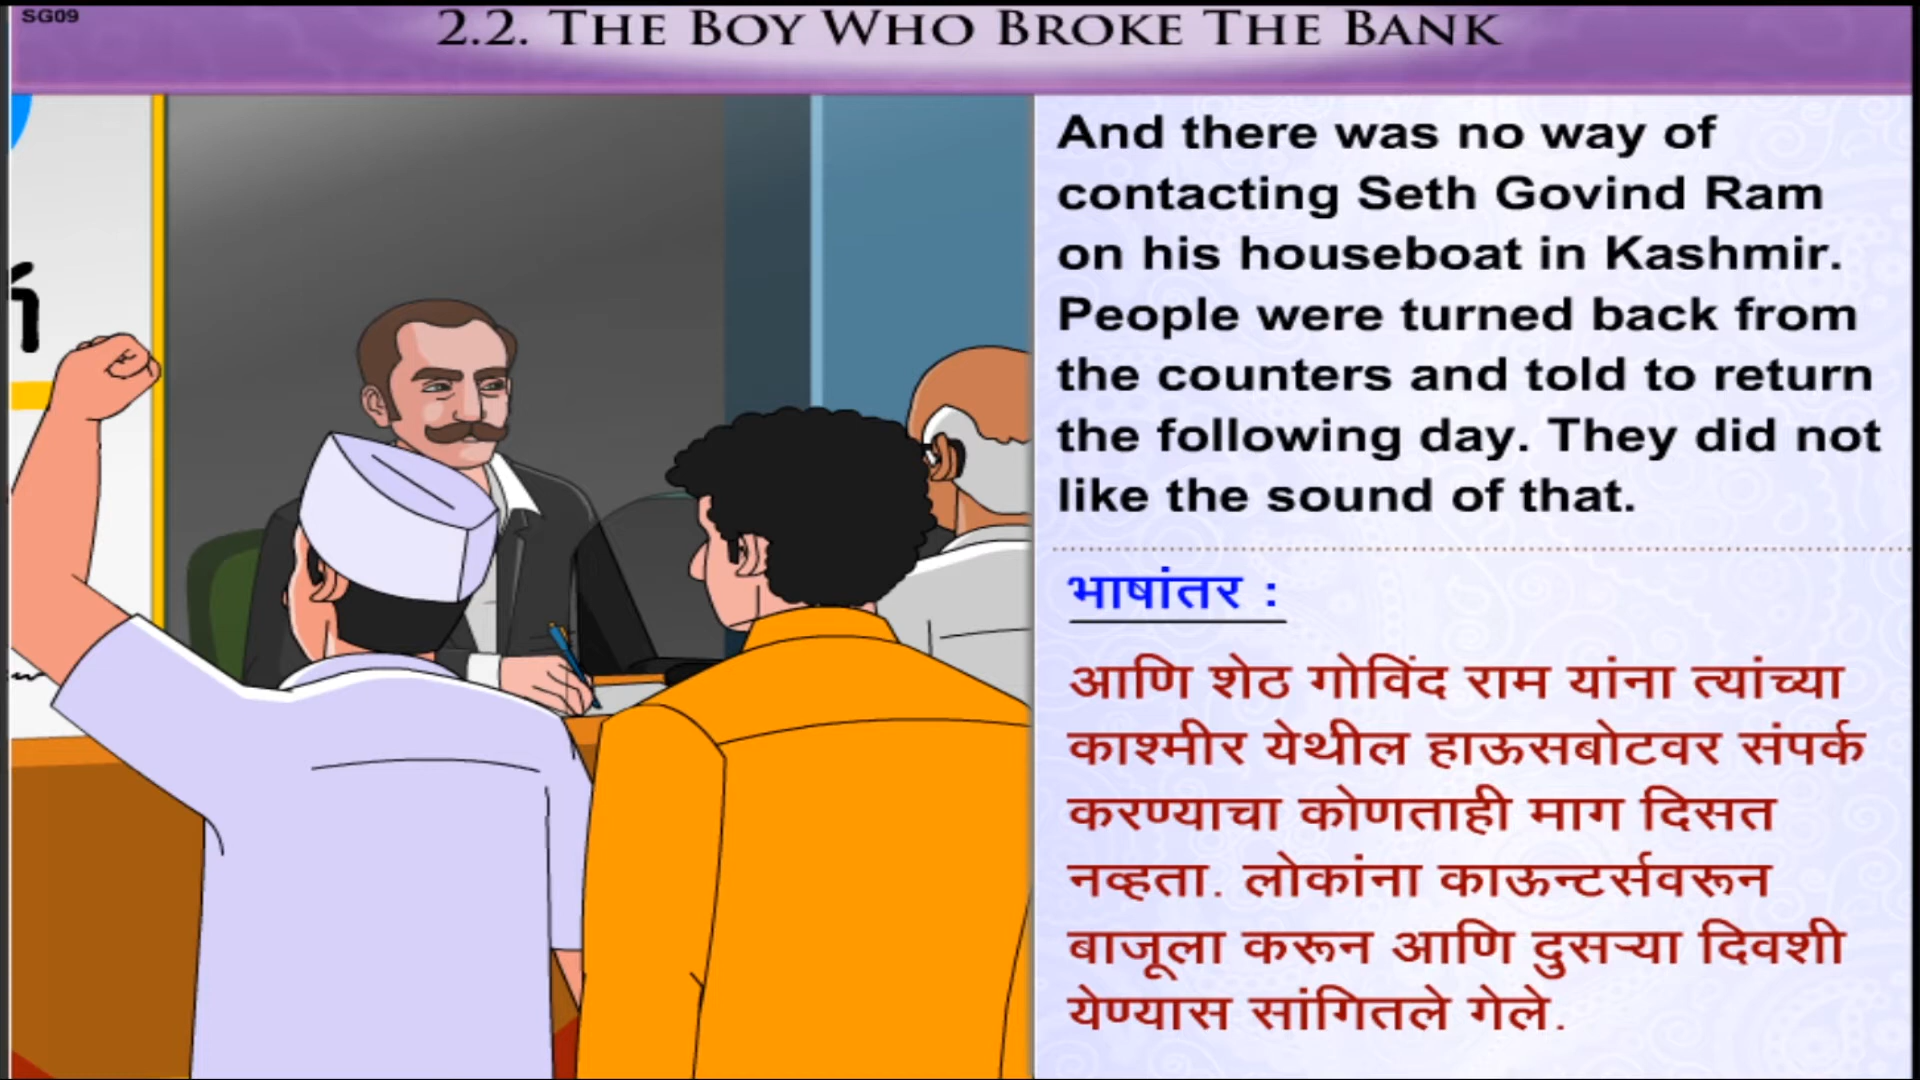 SG09
2.2. THE BOY WHO BROKE THE BANK
And there was no way of
contacting Seth Govind Ram
on his houseboat in Kashmir.
People were turned back from
the counters and told to return
the following day. They did not
like the sound of that.
भाषांतर :
आणि शेठ गोविंद राम यांना त्यांच्या
काश्मीर येथील हाऊसबोटवर संपर्क
करण्याचा कोणताही माग दिसत
नव्हता. लोकांना काऊन्टर्सवरून
बाजूला करून आणि दुसऱ्या दिवशी
येण्यास सांगितले गेले.